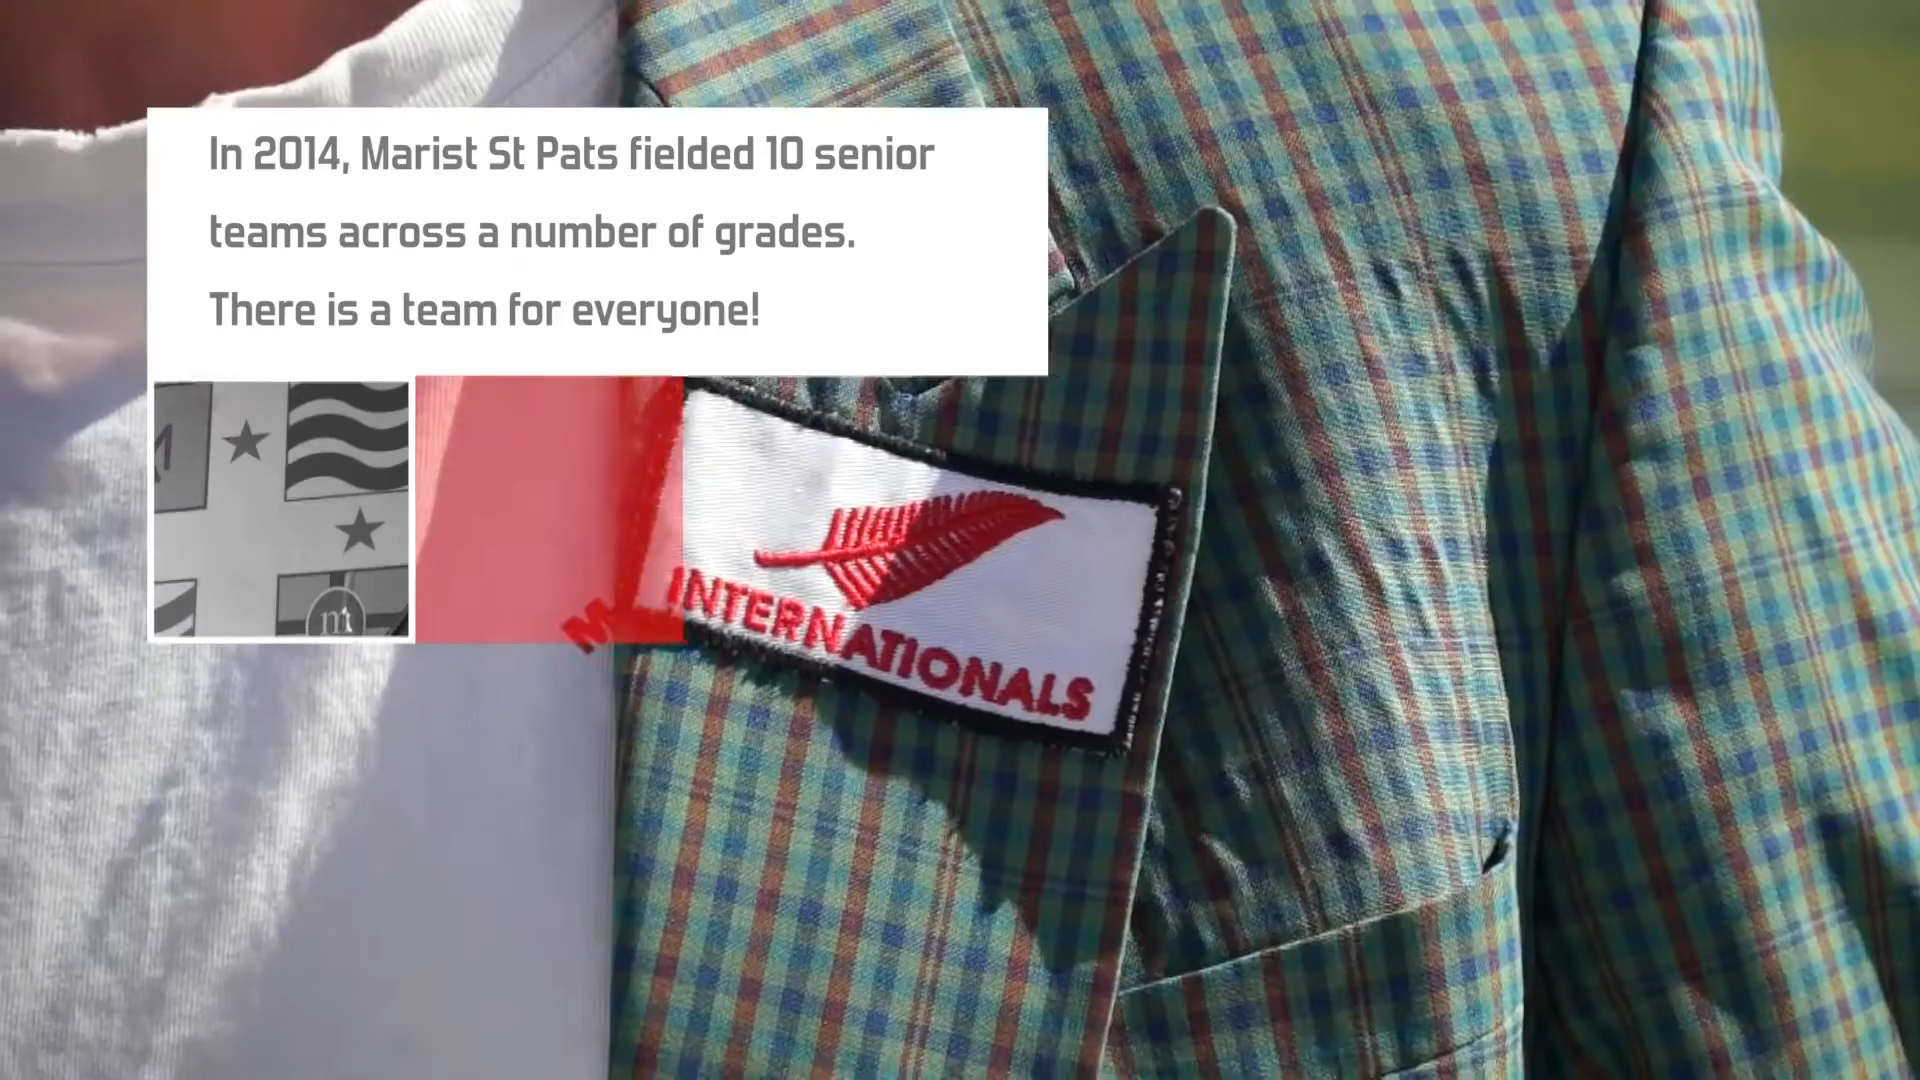 In 2014, Marist St Pats fielded 10 senior
teams across a number of grades.
There is a team for everyone!
INTERNATIONALS